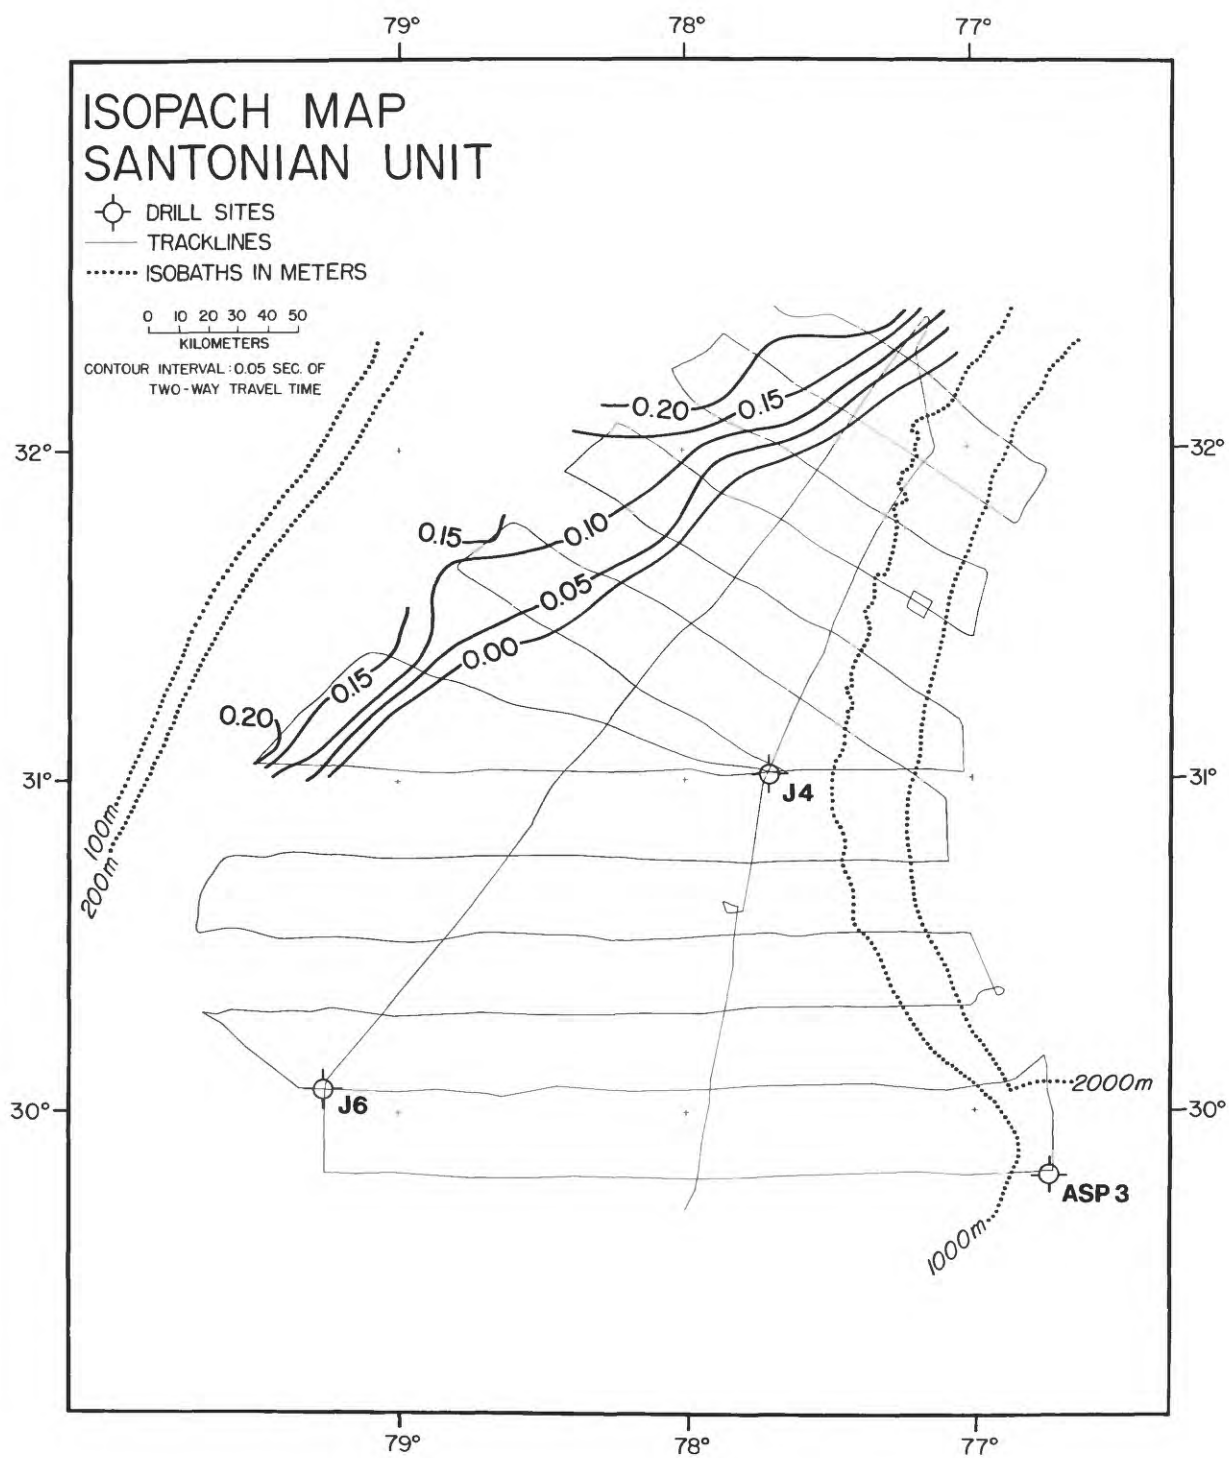 79° 78° 77°
ISOPACH MAP
SANTONIAN UNIT
DRILL SITES
TRACKLINES
ISOBATHS IN METERS
0 10 20 30 40 50
KILOMETERS
CONTOUR INTERVAL: 0.05 SEC. OF
TWO-WAY TRAVEL TIME
0.20
0.15
32° 32°
0.15
0.10
0.05
0.00
0.15
0.20
31° 31°
J4
100m
200m
2000m
J6
30° 30°
ASP 3
1000m
79° 78° 77°